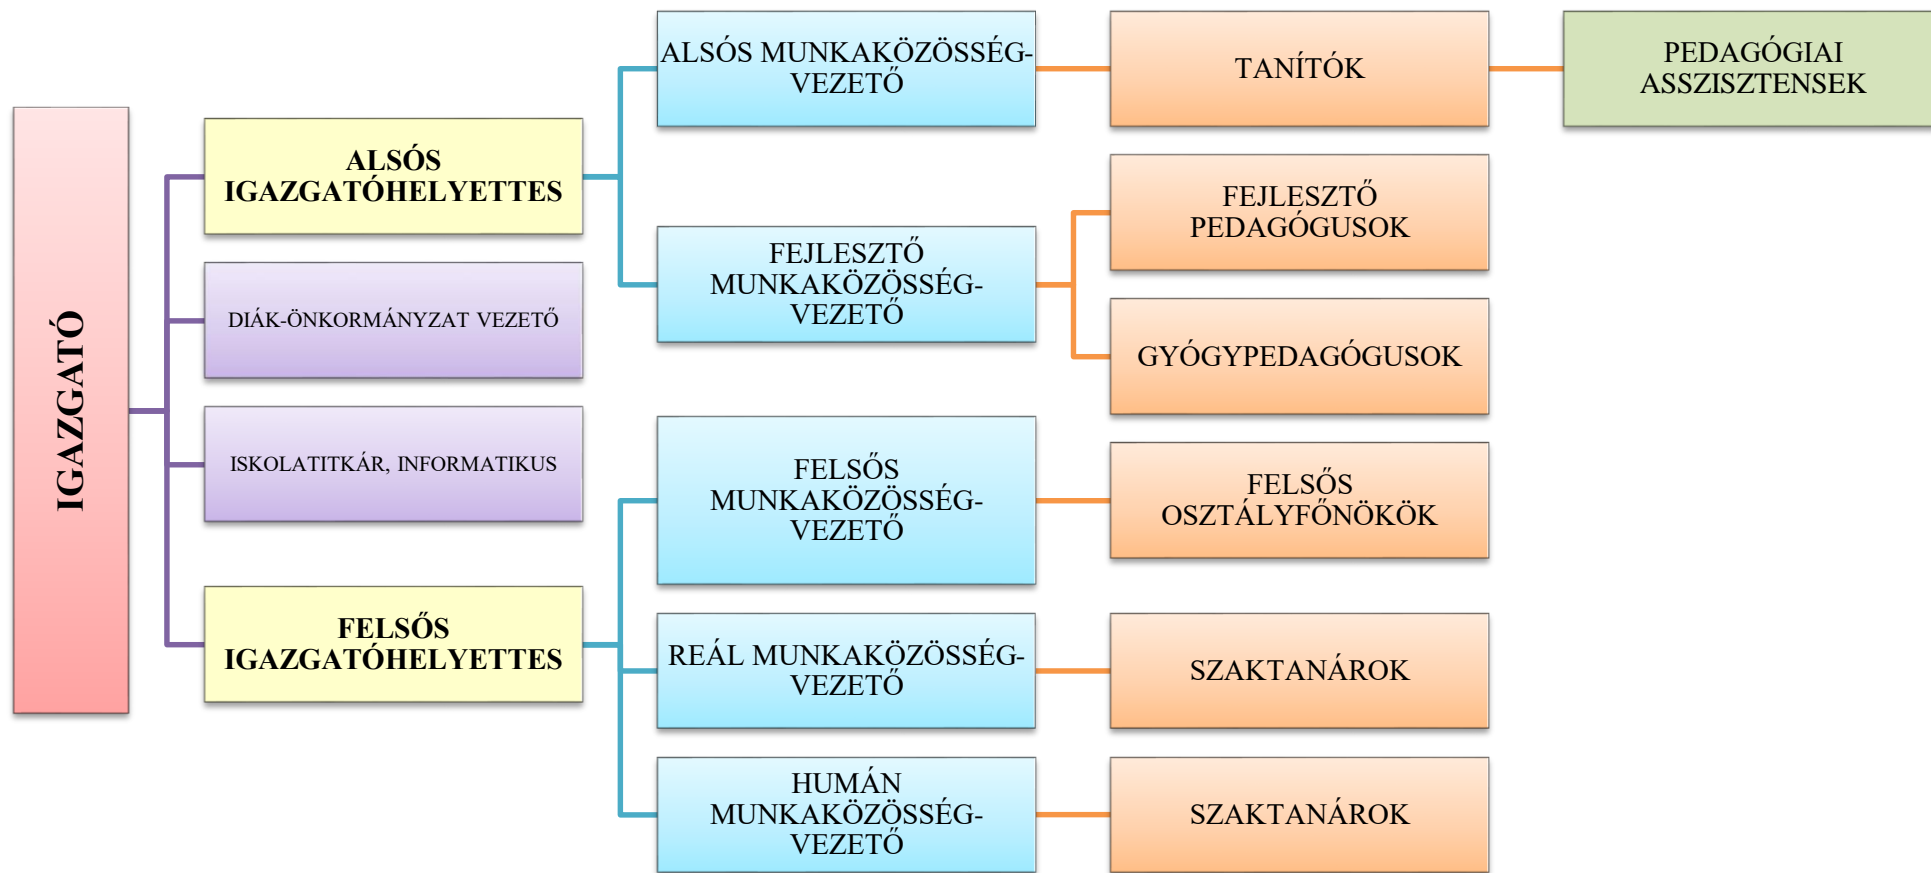 IGAZGATÓ
ALSÓS
IGAZGATÓHELYETTES
DIÁK-ÖNKORMÁNYZAT VEZETŐ
ISKOLATITKÁR, INFORMATIKUS
FELSŐS
IGAZGATÓHELYETTES
ALSÓS MUNKAKÖZÖSSÉG-
VEZETŐ
FEJLESZTŐ
MUNKAKÖZÖSSÉG-
VEZETŐ
FELSŐS
MUNKAKÖZÖSSÉG-
VEZETŐ
REÁL MUNKAKÖZÖSSÉG-
VEZETŐ
HUMÁN
MUNKAKÖZÖSSÉG-
VEZETŐ
TANÍTÓK
FEJLESZTŐ
PEDAGÓGUSOK
GYÓGYPEDAGÓGUSOK
FELSŐS
OSZTÁLYFŐNÖKÖK
SZAKTANÁROK
SZAKTANÁROK
PEDAGÓGIAI
ASSZISZTENSEK